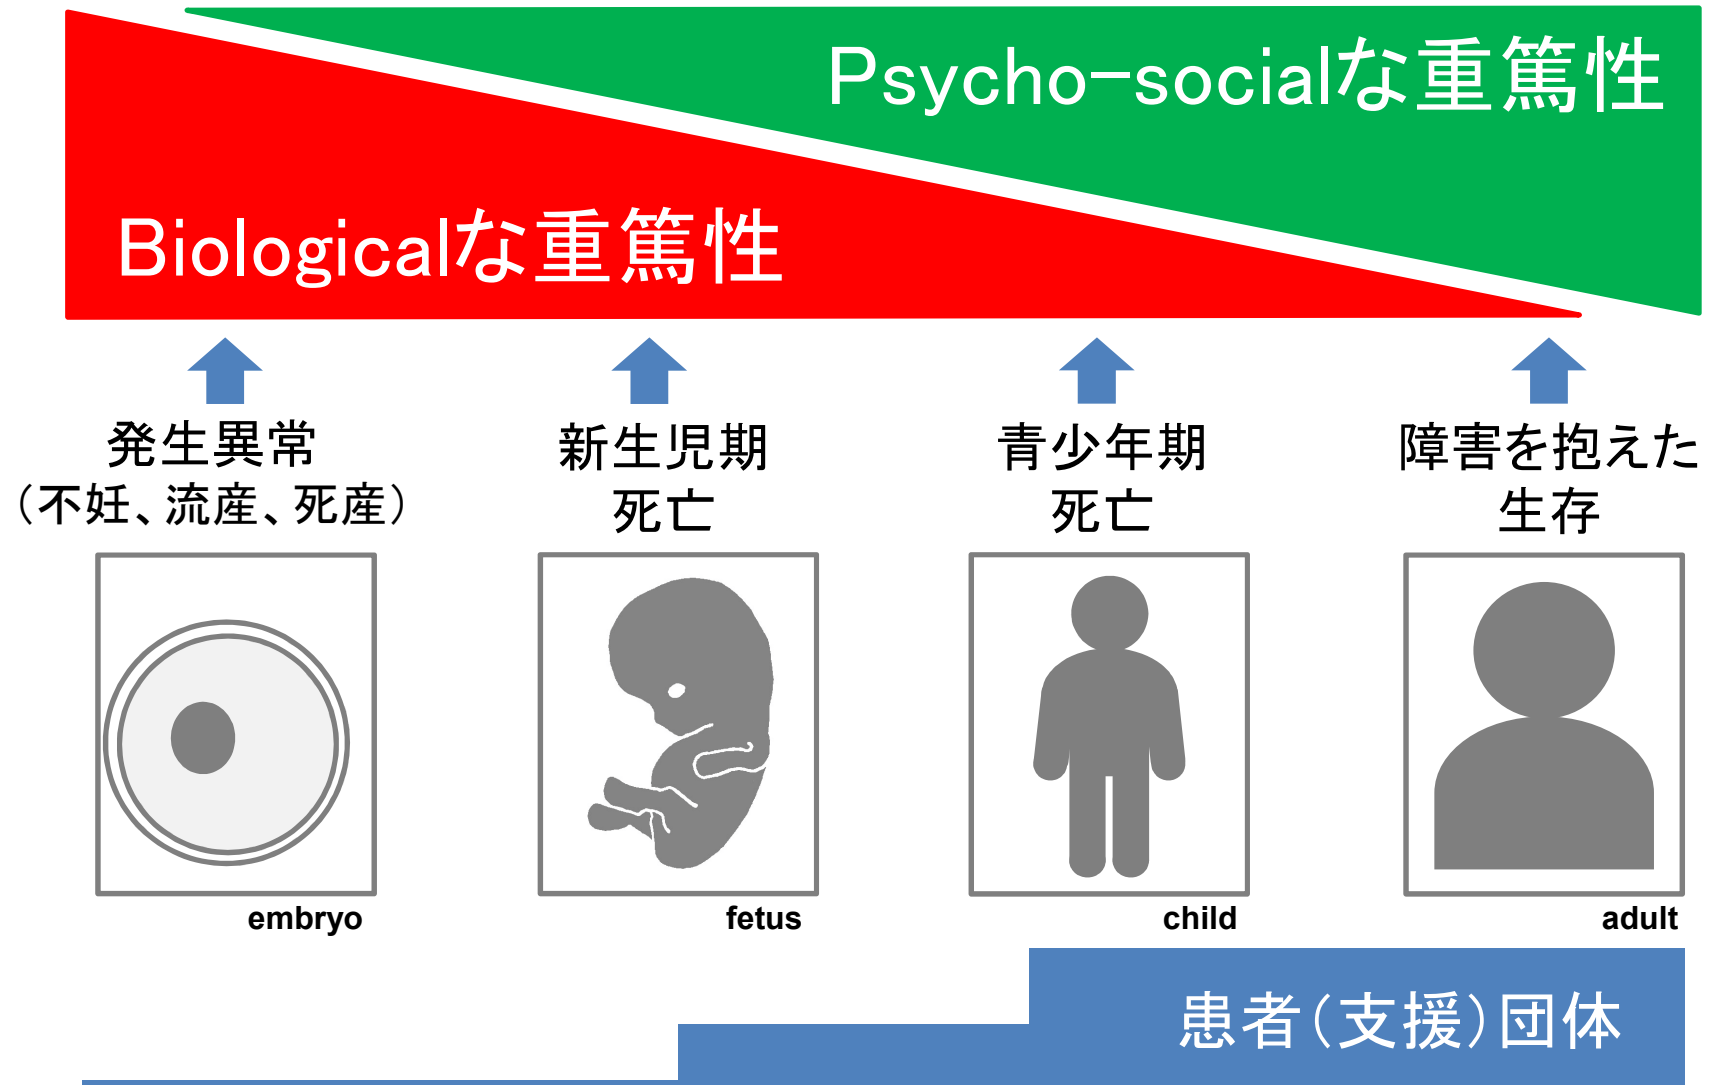 Psycho-socialな重篤性
Biologicalな重篤性
発生異常
（不妊、流産、死産）
新生児期
死亡
青少年期
死亡
障害を抱えた
生存
embryo
fetus
child
adult
患者（支援）団体